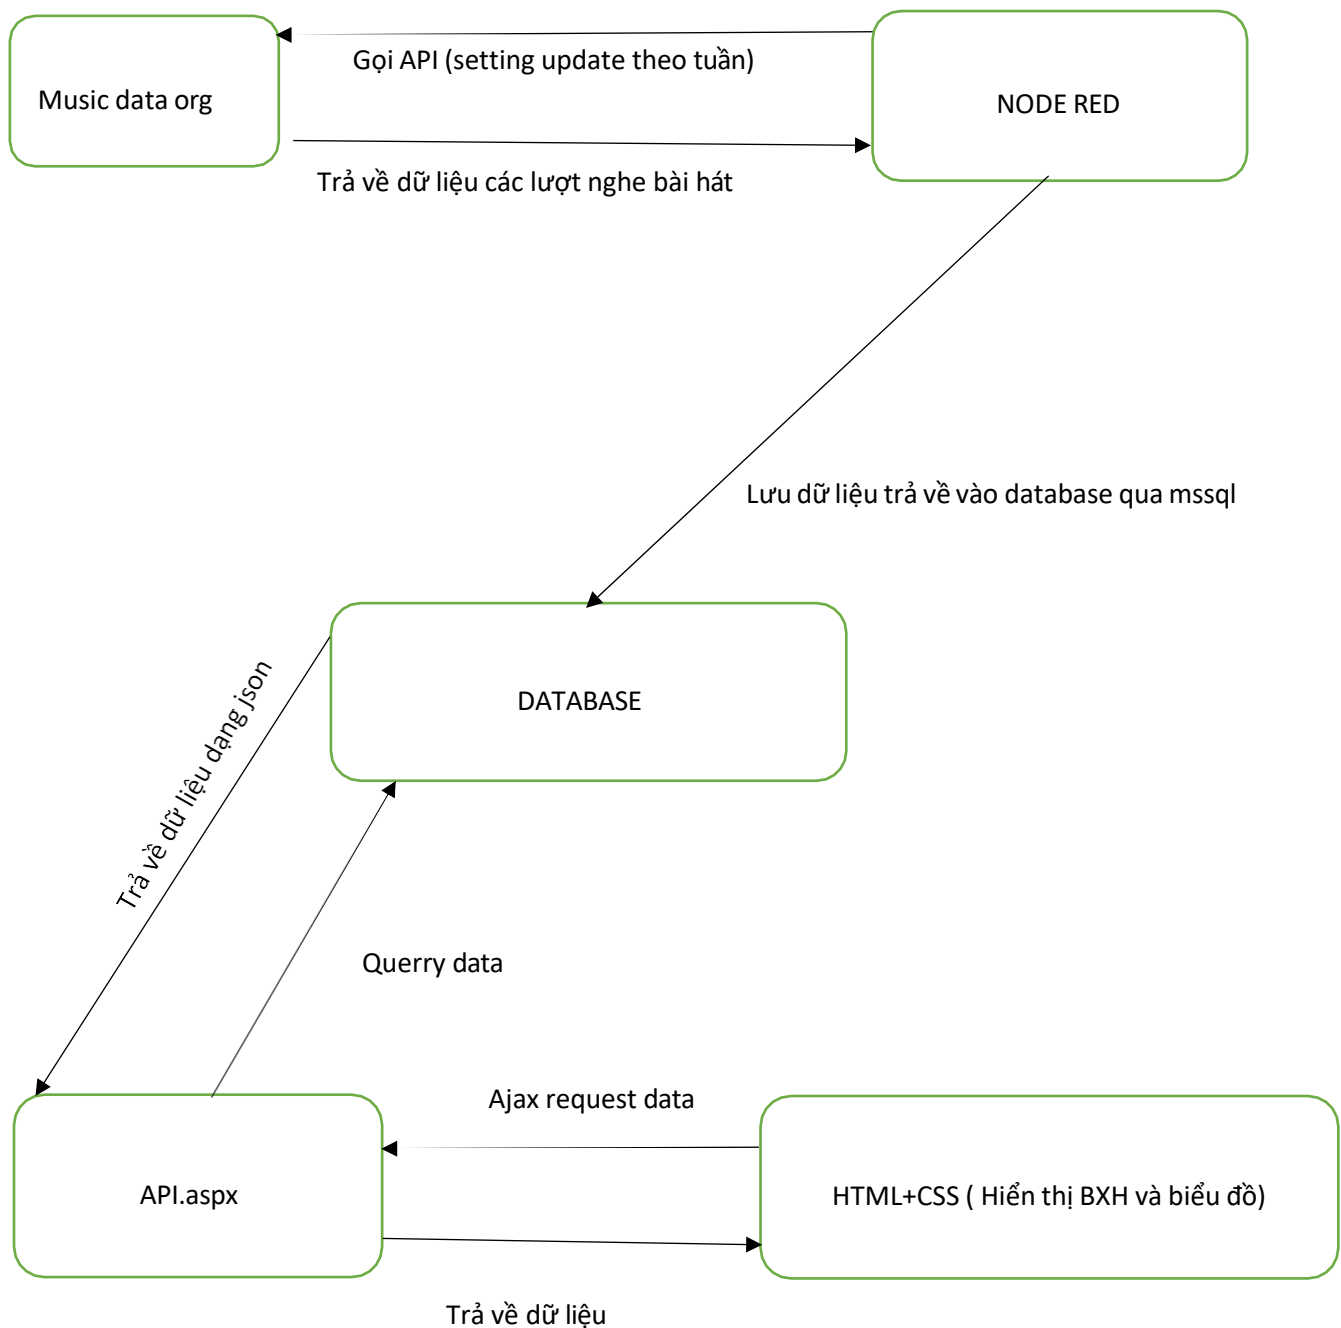 Gọi API (setting update theo tuần)
Music data org
NODE RED
Trả về dữ liệu các lượt nghe bài hát
Lưu dữ liệu trả về vào database qua mssql
DATABASE
Trả về dữ liệu dạng json
Querry data
Ajax request data
API.aspx
HTML+CSS ( Hiển thị BXH và biểu đồ)
Trả về dữ liệu